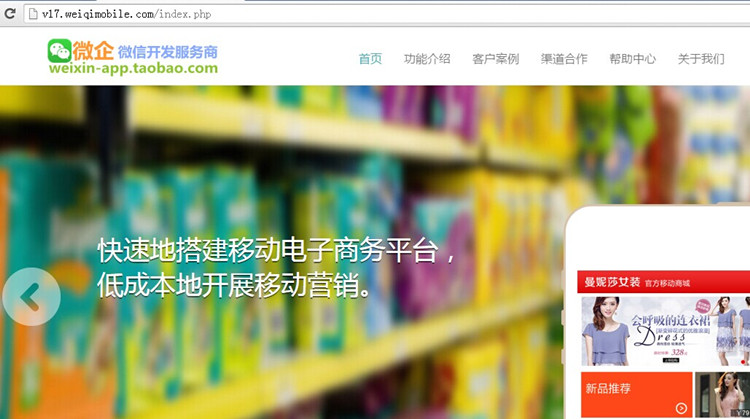 v17.weiqimobile.com/index.php
微企 微信开发服务商
weixin-app.taobao.com
首页 功能介绍 客户案例 渠道合作 帮助中心 关于我们
快速地搭建移动电子商务平台，
低成本地开展移动营销。
曼妮莎女装 官方移动商城
会呼吸的连衣裙
Dress
328
新品推荐